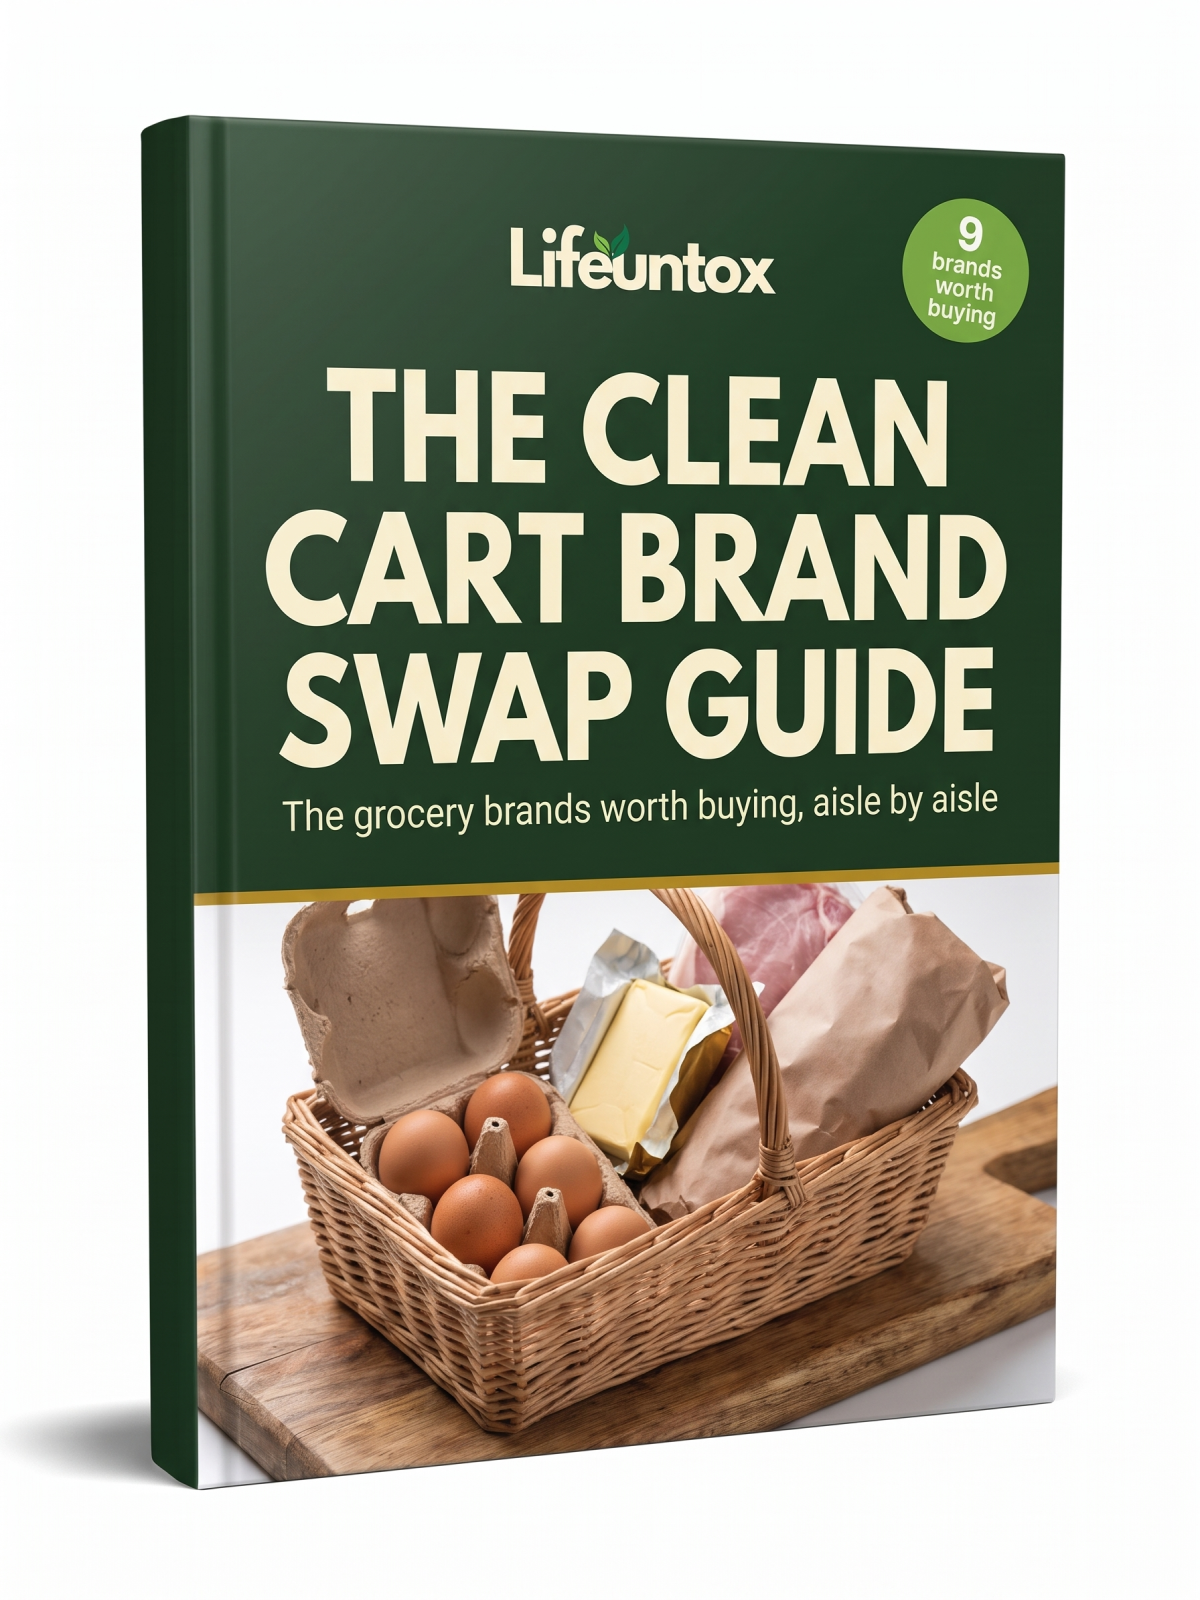 Lifeuntox
9
brands
worth
buying
THE CLEAN
CART BRAND
SWAP GUIDE
The grocery brands worth buying, aisle by aisle